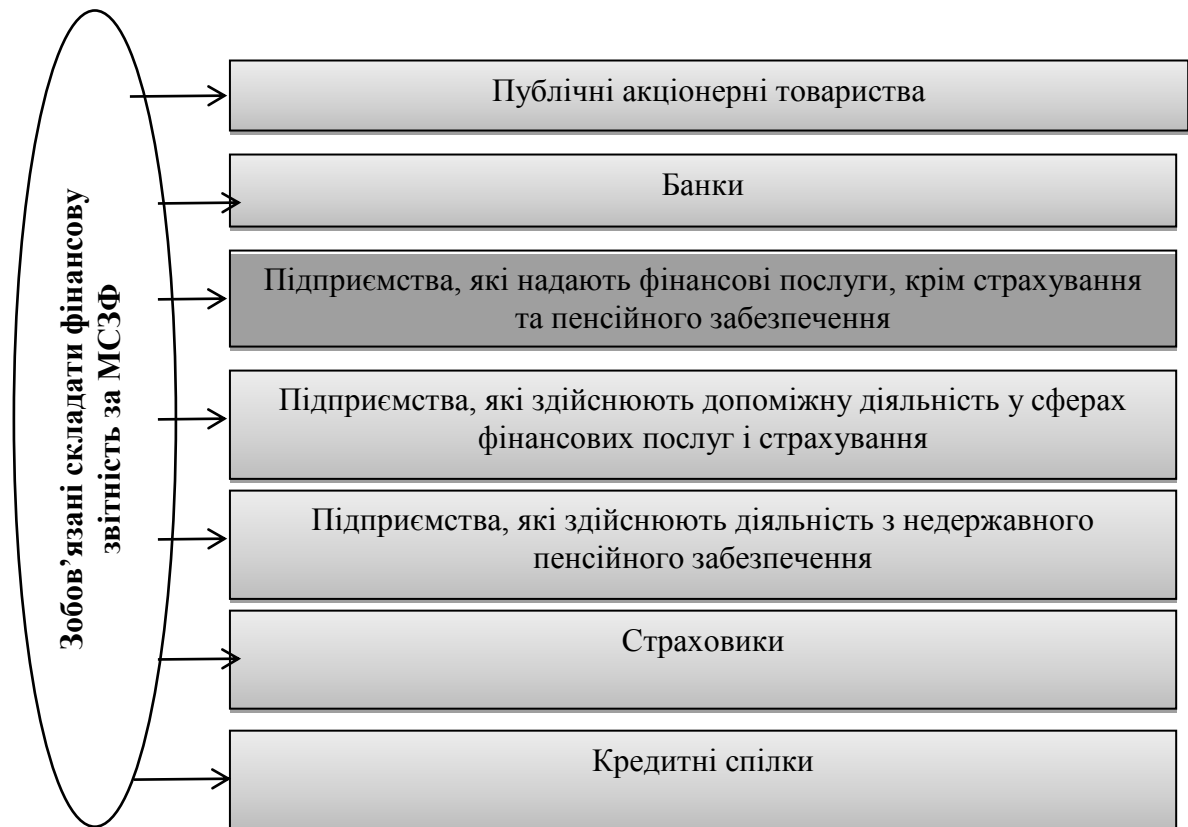 Зобов’язані складати фінансову
звітність за МСЗФ
Публічні акціонерні товариства
Банки
Підприємства, які надають фінансові послуги, крім страхування
та пенсійного забезпечення
Підприємства, які здійснюють допоміжну діяльність у сферах
фінансових послуг і страхування
Підприємства, які здійснюють діяльність з недержавного
пенсійного забезпечення
Страховики
Кредитні спілки